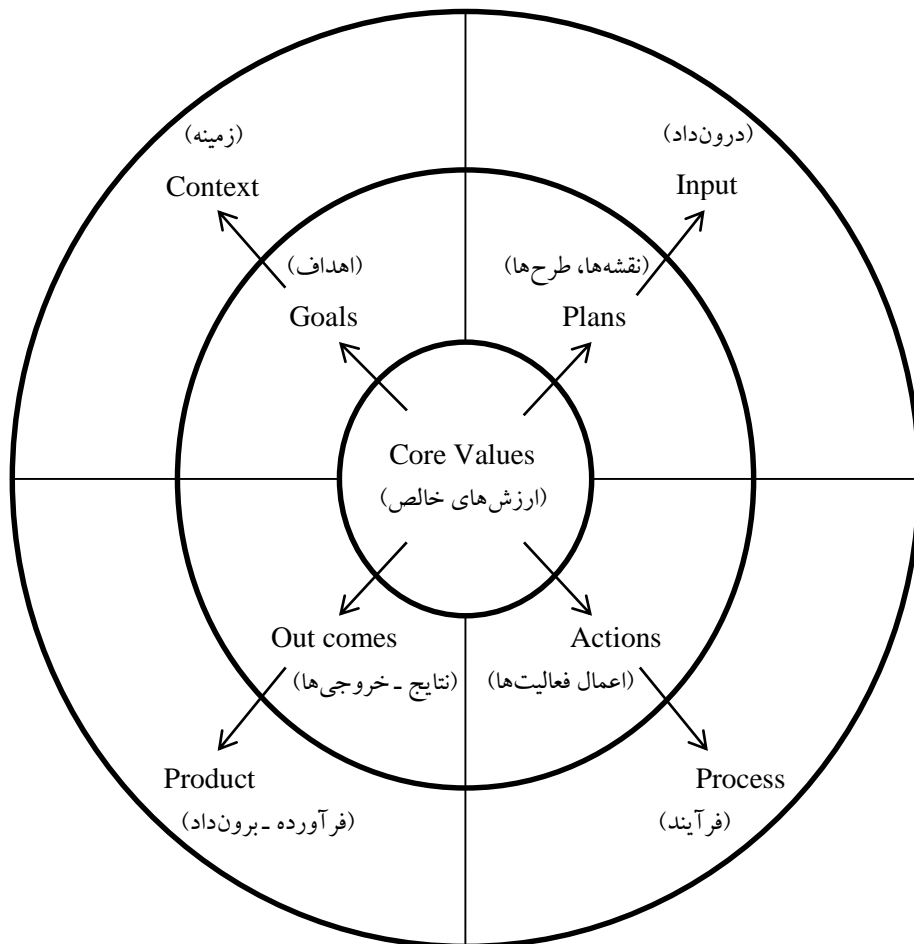 (زمینه)
Context
(درون‌داد)
Input
(اهداف)
Goals
(نقشه‌ها، طرح‌ها)
Plans
Core Values
(ارزش‌های خالص)
Out comes
(نتایج ـ خروجی‌ها)
Actions
(اعمال فعالیت‌ها)
Product
(فرآورده ـ برون‌داد)
Process
(فرآیند)